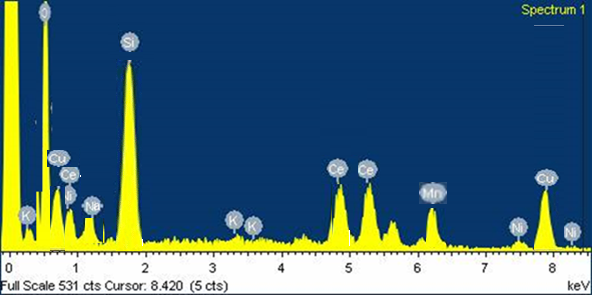 Spectrum 1
O
Si
Cu
Ce
K
Na
Ce
Ce
Mn
Cu
K
K
Ni
Ni
0 1 2 3 4 5 6 7 8
Full Scale 531 cts Cursor: 8.420 (5 cts) keV